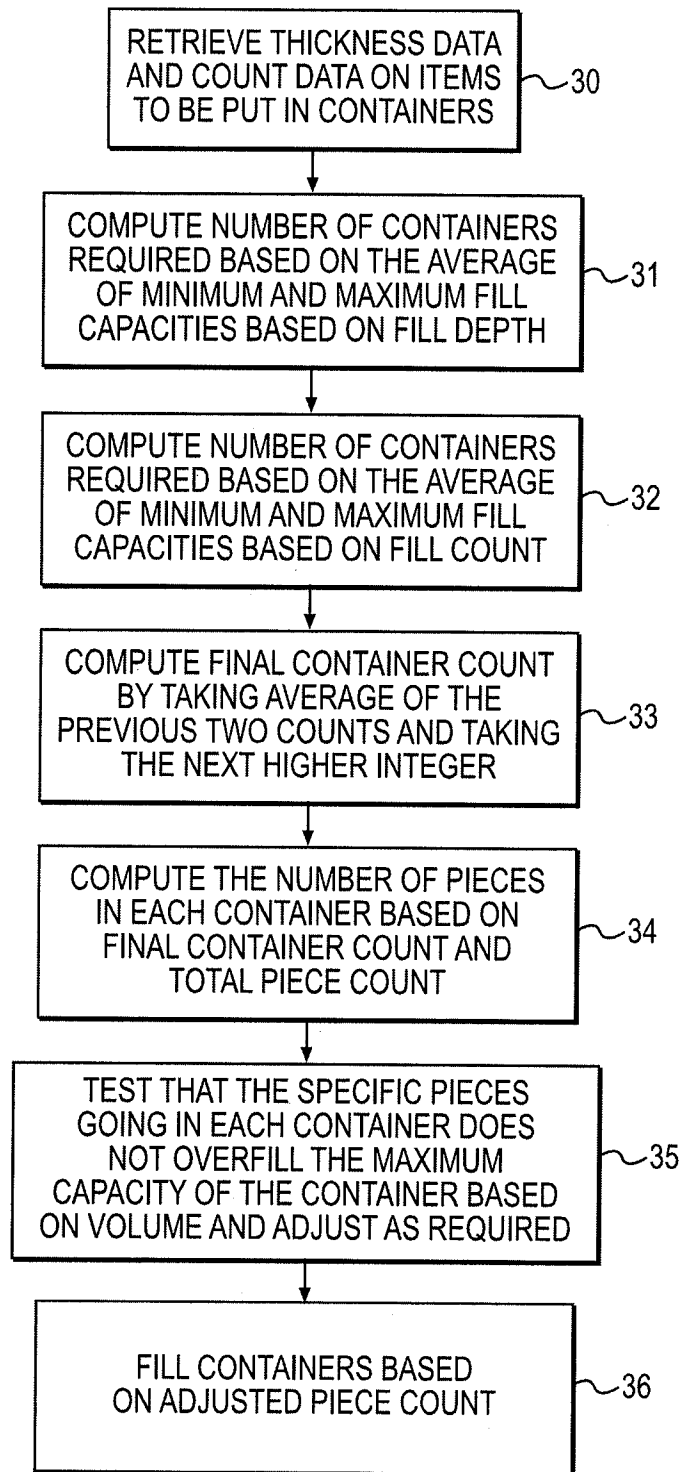 RETRIEVE THICKNESS DATA
AND COUNT DATA ON ITEMS
TO BE PUT IN CONTAINERS
30
COMPUTE NUMBER OF CONTAINERS
REQUIRED BASED ON THE AVERAGE
OF MINIMUM AND MAXIMUM FILL
CAPACITIES BASED ON FILL DEPTH
31
COMPUTE NUMBER OF CONTAINERS
REQUIRED BASED ON THE AVERAGE
OF MINIMUM AND MAXIMUM FILL
CAPACITIES BASED ON FILL COUNT
32
COMPUTE FINAL CONTAINER COUNT
BY TAKING AVERAGE OF THE
PREVIOUS TWO COUNTS AND TAKING
THE NEXT HIGHER INTEGER
33
COMPUTE THE NUMBER OF PIECES
IN EACH CONTAINER BASED ON
FINAL CONTAINER COUNT AND
TOTAL PIECE COUNT
34
TEST THAT THE SPECIFIC PIECES
GOING IN EACH CONTAINER DOES
NOT OVERFILL THE MAXIMUM
CAPACITY OF THE CONTAINER BASED
ON VOLUME AND ADJUST AS REQUIRED
35
FILL CONTAINERS BASED
ON ADJUSTED PIECE COUNT
36